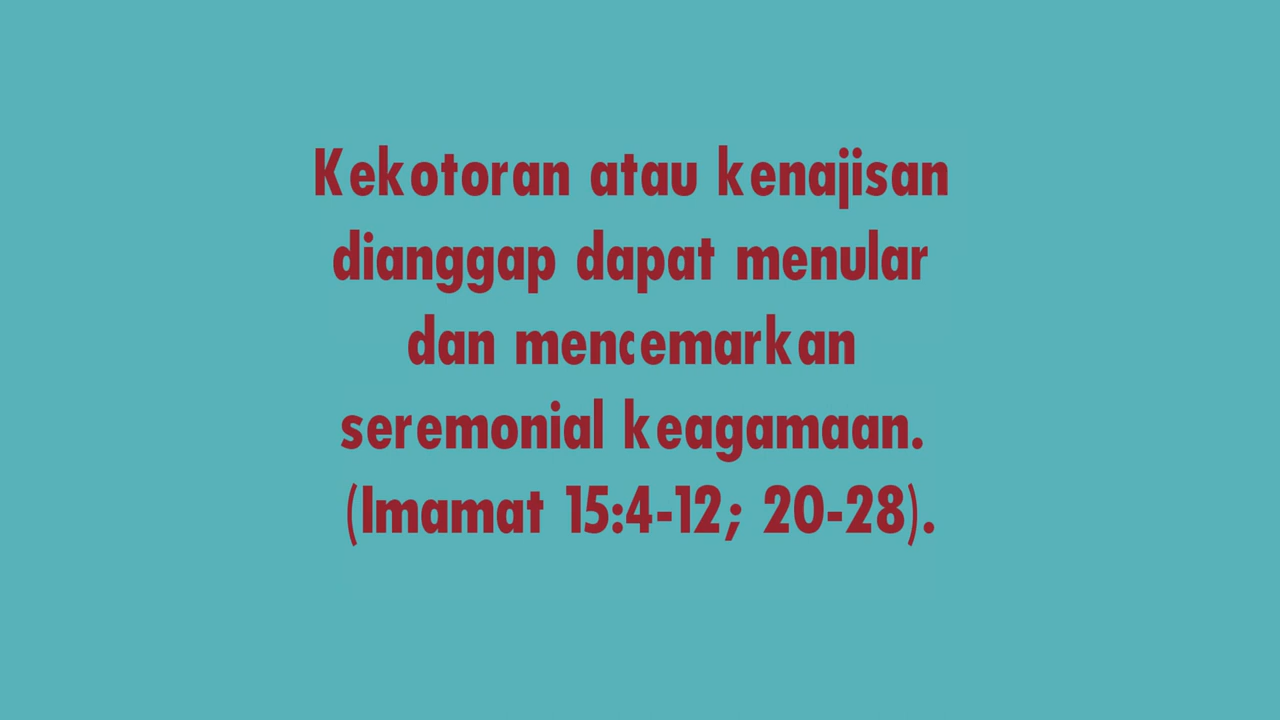 Kekotoran atau kenajisan
dianggap dapat menular
dan mencemarkan
seremonial keagamaan.
(Imamat 15:4-12; 20-28).